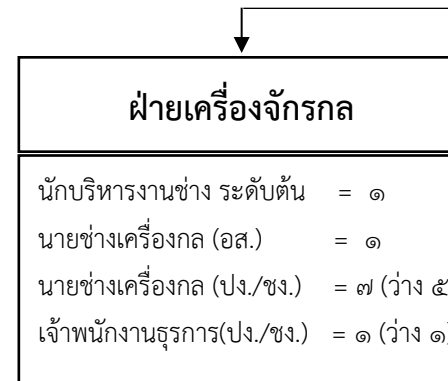 ฝ่ายเครื่องจักรกล
นักบริหารงานช่าง ระดับต้น = ๑
นายช่างเครื่องกล (อส.) = ๑
นายช่างเครื่องกล (ปง./ชง.) = ๗ (ว่าง ๕
เจ้าพนักงานธุรการ(ปง./ชง.) = ๑ (ว่าง ๑)